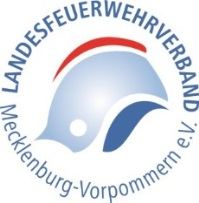 LANDESFEUERWEHRVERBAND
Mecklenburg-Vorpommern e.V.